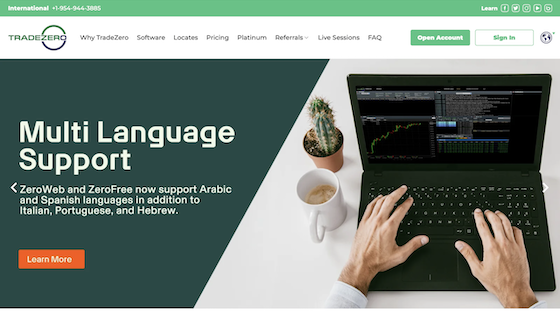 International +1-954-944-3885
Learn
TRADEZERO
Why TradeZero Software Locates Pricing Platinum Referrals Live Sessions FAQ
Open Account
Sign In
Multi Language
Support
ZeroWeb and ZeroFree now support Arabic
and Spanish languages in addition to
Italian, Portuguese, and Hebrew.
Learn More